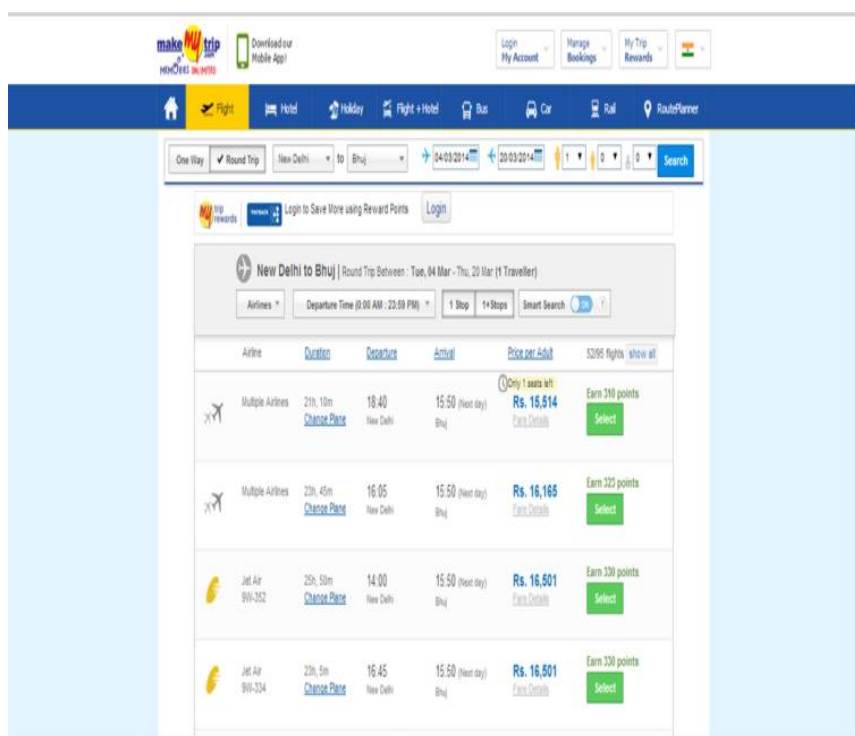 make My trip .com
MEMORIES UNLIMITED
Download our
Mobile App!
Login
My Account
Manage
Bookings
My Trip
Rewards
Flight
Hotel
Holiday
Flight + Hotel
Bus
Car
Rail
RoutePlanner
One Way ✔ Round Trip New Delhi to Bhuj 04/03/2014 20/03/2014 1 0 0 Search
My trip rewards PAYBACK Login to Save More using Reward Points Login
New Delhi to Bhuj | Round Trip Between : Tue, 04 Mar - Thu, 20 Mar (1 Traveller)
Airlines Departure Time (0:00 AM : 23:59 PM) 1 Stop 1+Stops Smart Search ON ?
Airline Duration Departure Arrival Price per Adult 52/95 flights show all
Only 1 seats left
Multiple Airlines 21h, 10m 18:40 15:50 (Next day) Rs. 15,514 Earn 310 points
Change Plane New Delhi Bhuj Fare Details Select
Multiple Airlines 23h, 45m 16:05 15:50 (Next day) Rs. 16,165 Earn 323 points
Change Plane New Delhi Bhuj Fare Details Select
Jet Air 25h, 50m 14:00 15:50 (Next day) Rs. 16,501 Earn 330 points
9W-352 Change Plane New Delhi Bhuj Fare Details Select
Jet Air 23h, 5m 16:45 15:50 (Next day) Rs. 16,501 Earn 330 points
9W-334 Change Plane New Delhi Bhuj Fare Details Select